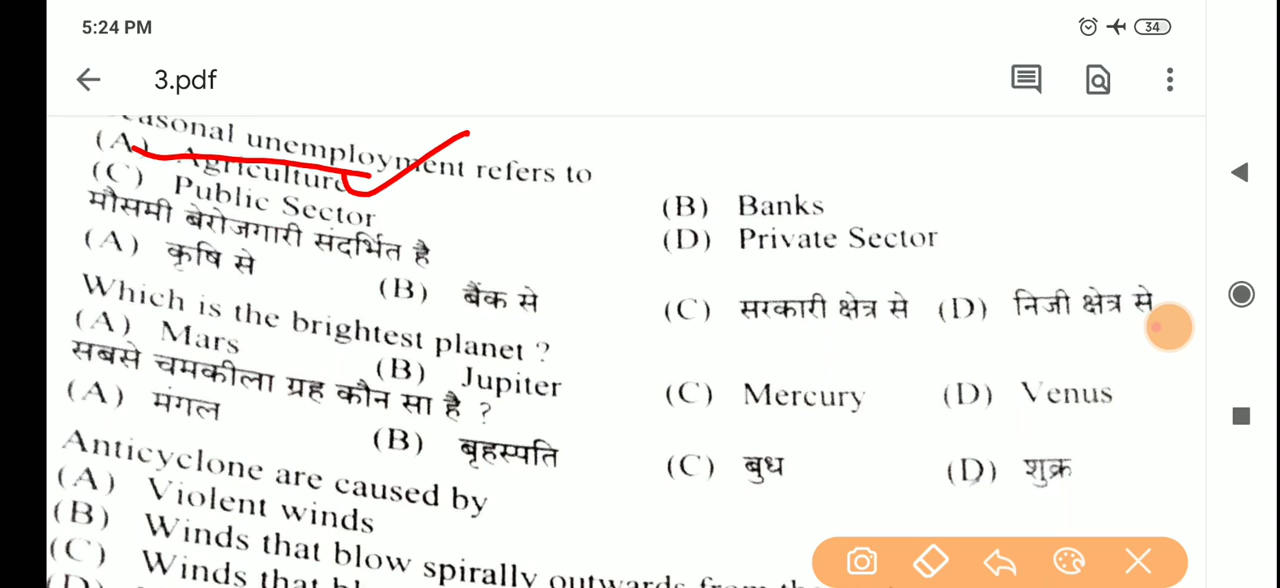 5:24 PM
34
3.pdf
unemployment refers to
(A) Agriculture
(B) Banks
(C) Public Sector
(D) Private Sector
मौसमी बेरोजगारी संदर्भित है
(A) कृषि से (B) बैंक से (C) सरकारी क्षेत्र से (D) निजी क्षेत्र से
Which is the brightest planet ?
(A) Mars (B) Jupiter (C) Mercury (D) Venus
सबसे चमकीला ग्रह कौन सा है ?
(A) मंगल (B) बृहस्पति (C) बुध (D) शुक्र
Anticyclone are caused by
(A) Violent winds
(B) Winds that blow spirally outwards from
(C) Winds that